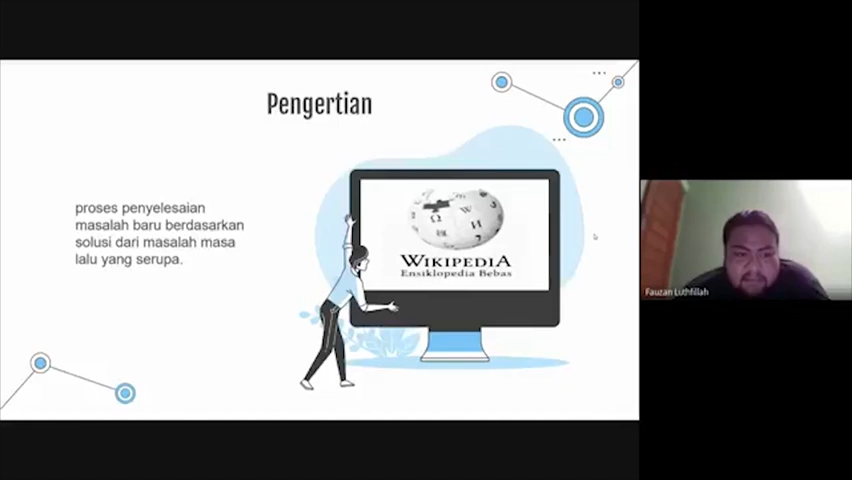 Pengertian
proses penyelesaian
masalah baru berdasarkan
solusi dari masalah masa
lalu yang serupa.
WIKIPEDIA
Ensiklopedia Bebas
Fauzan Luthfillah